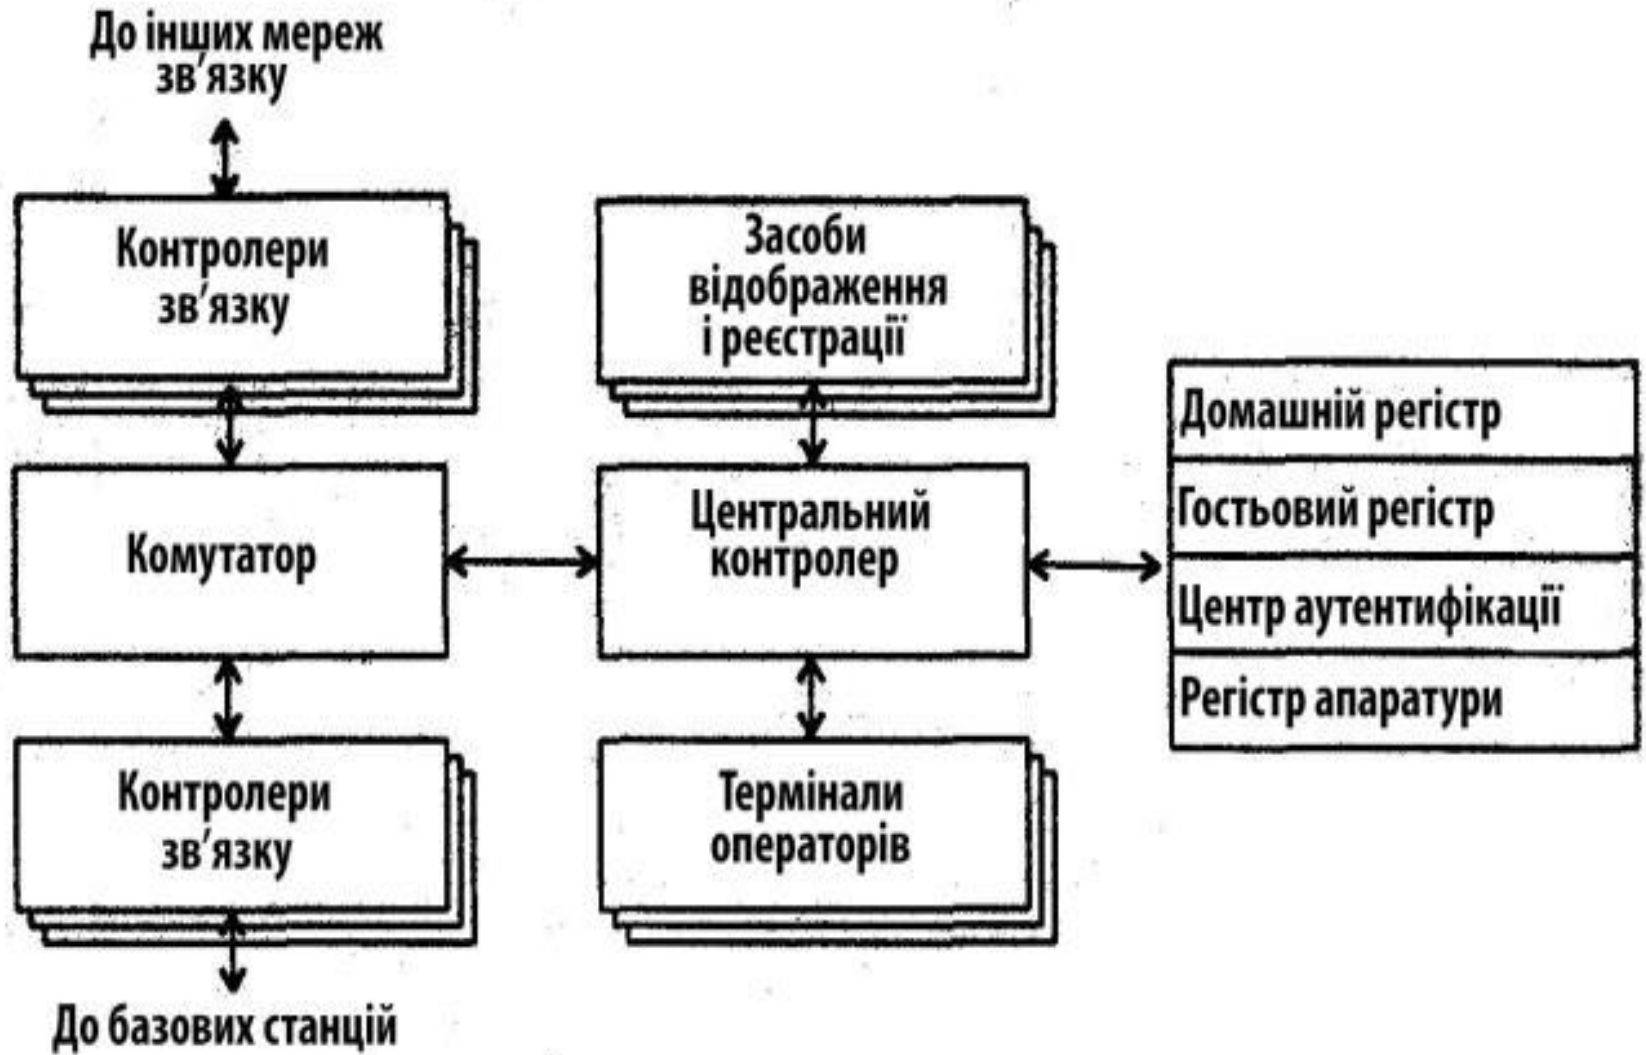 До інших мереж
зв'язку
Контролери
зв'язку
Засоби
відображення
і реєстрації
Домашній регістр
Гостьовий регістр
Центр аутентифікації
Регістр апаратури
Комутатор
Центральний
контролер
Контролери
зв'язку
Термінали
операторів
До базових станцій